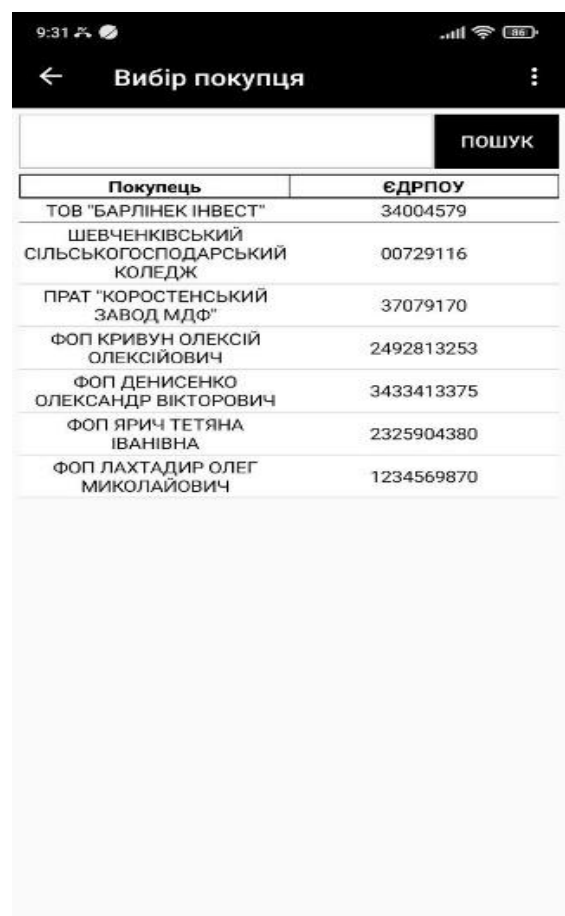 9:31 86
Вибір покупця
ПОШУК
Покупець ЄДРПОУ
ТОВ "БАРЛІНЕК ІНВЕСТ" 34004579
ШЕВЧЕНКІВСЬКИЙ
СІЛЬСЬКОГОСПОДАРСЬКИЙ 00729116
КОЛЕДЖ
ПРАТ "КОРОСТЕНСЬКИЙ
ЗАВОД МДФ" 37079170
ФОП КРИВУН ОЛЕКСІЙ
ОЛЕКСІЙОВИЧ 2492813253
ФОП ДЕНИСЕНКО
ОЛЕКСАНДР ВІКТОРОВИЧ 3433413375
ФОП ЯРИЧ ТЕТЯНА
ІВАНІВНА 2325904380
ФОП ЛАХТАДИР ОЛЕГ
МИКОЛАЙОВИЧ 1234569870